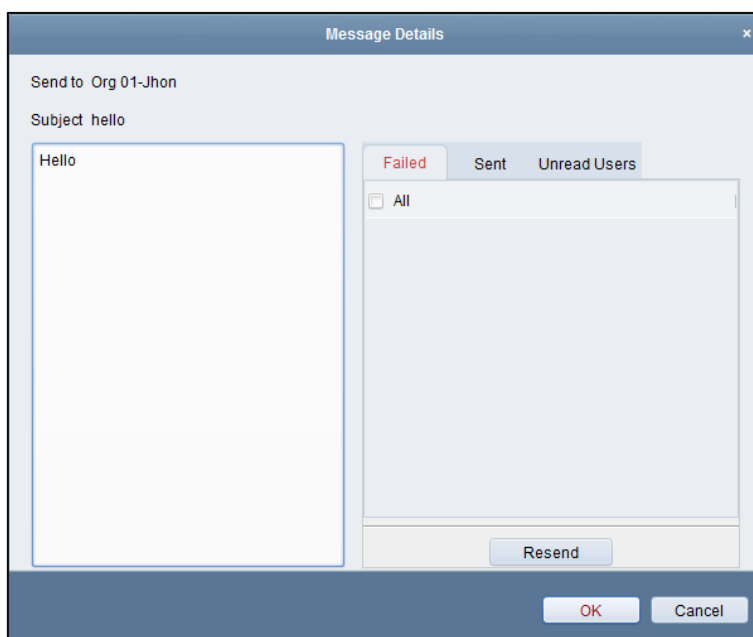 Message Details ×
Send to Org 01-Jhon
Subject hello
Hello
Failed Sent Unread Users
All
Resend
OK Cancel